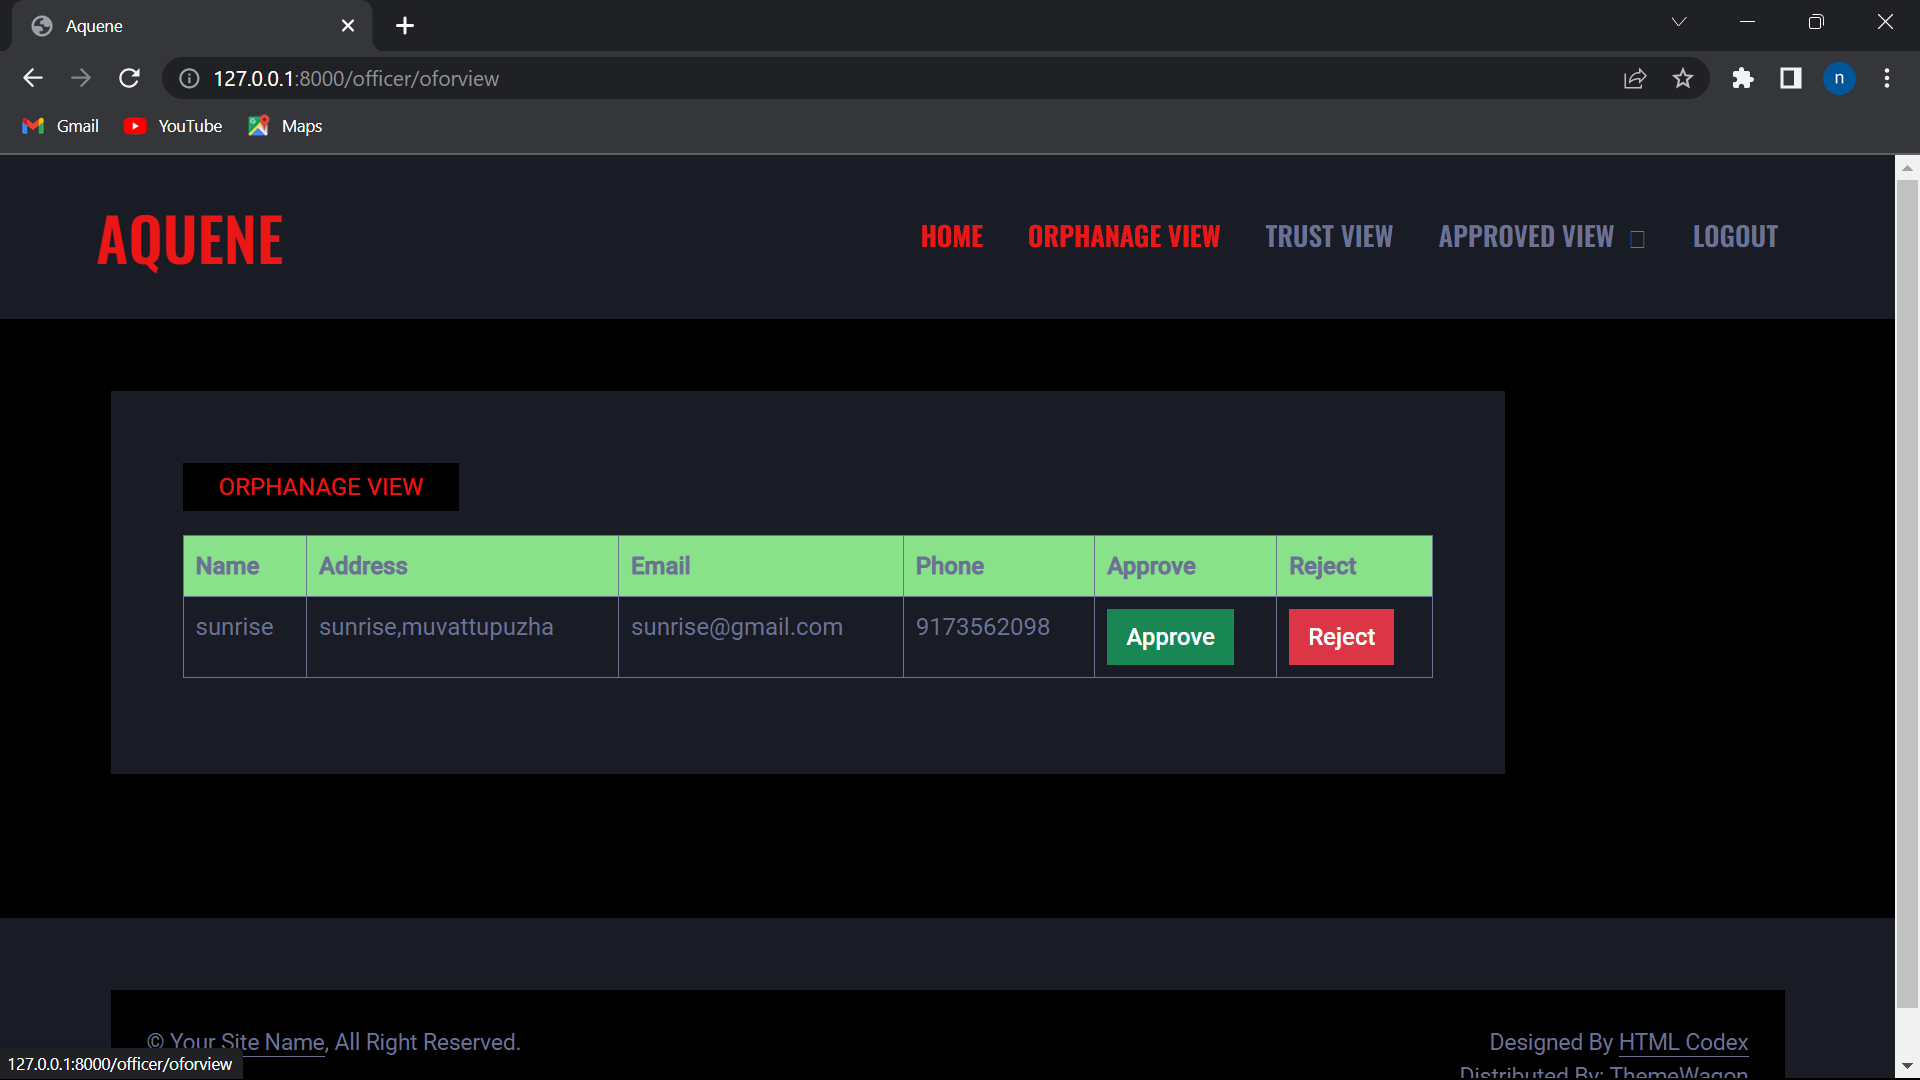 Aquene
127.0.0.1:8000/officer/oforview
n
Gmail YouTube Maps
AQUENE
HOME ORPHANAGE VIEW TRUST VIEW APPROVED VIEW LOGOUT
ORPHANAGE VIEW
Name Address Email Phone Approve Reject
sunrise sunrise,muvattupuzha sunrise@gmail.com 9173562098 Approve Reject
© Your Site Name, All Right Reserved.
Designed By HTML Codex
Distributed By: ThemeWagon
127.0.0.1:8000/officer/oforview